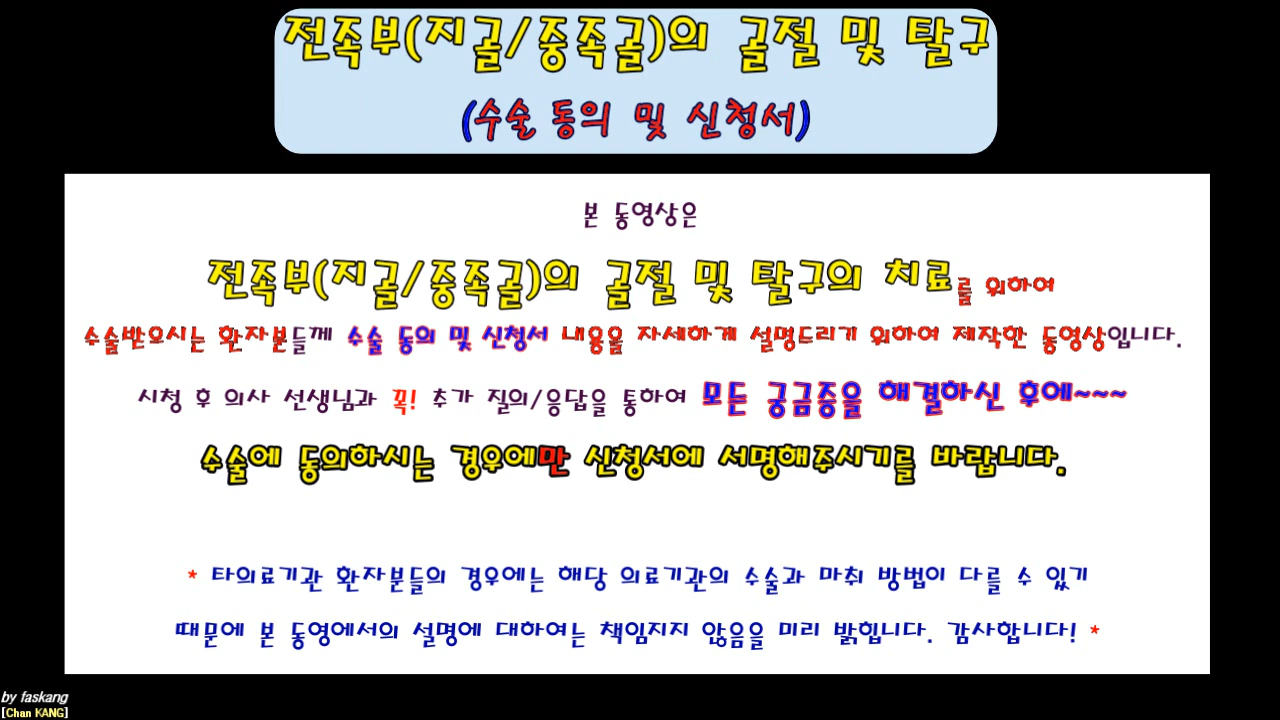 전족부(지골/중족골)의 골절 및 탈구
(수술 동의 및 신청서)
본 동영상은
전족부(지골/중족골)의 골절 및 탈구의 치료를 위하여
수술받으시는 환자분들께 수술 동의 및 신청서 내용을 자세하게 설명드리기 위하여 제작한 동영상입니다.
시청 후 의사 선생님과 꼭! 추가 질의/응답을 통하여 모든 궁금증을 해결하신 후에~~~
수술에 동의하시는 경우에만 신청서에 서명해주시기를 바랍니다.
* 타의료기관 환자분들의 경우에는 해당 의료기관의 수술과 마취 방법이 다를 수 있기
때문에 본 동영에서의 설명에 대하여는 책임지지 않음을 미리 밝힙니다. 감사합니다! *
by faskang
[Chan KANG]